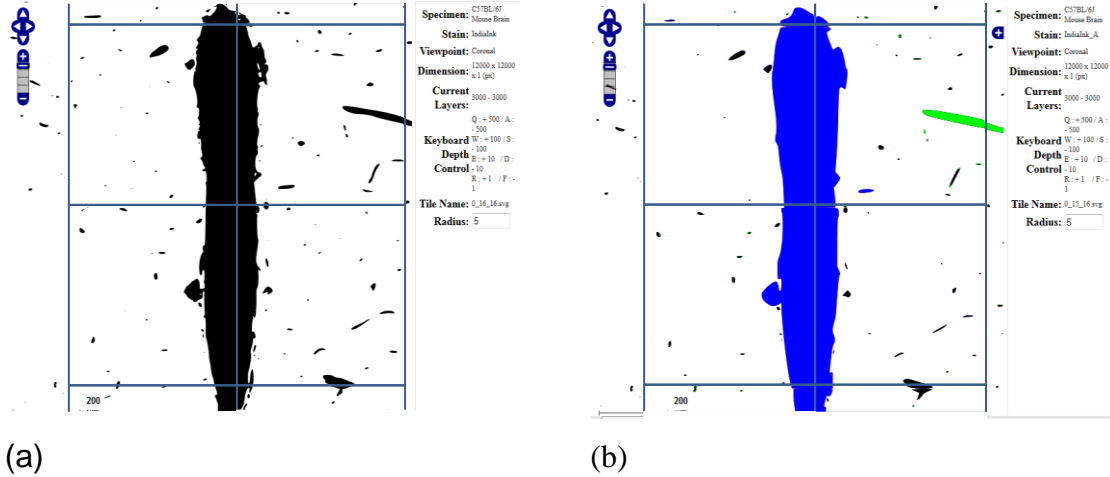 Specimen: C57BL/6J
Mouse Brain
Stain: IndiaInk
Viewpoint: Coronal
Dimension: 12000 x 12000
x 1 (px)
Current
Layers: 3000 - 3000
Keyboard
Depth
Control
Q : + 500 / A :
- 500
W : + 100 / S :
- 100
E : + 10 / D :
- 10
R : + 1 / F : -
1
Tile Name: 0_16_16.svg
Radius: 5
200
(a)
Specimen: C57BL/6J
Mouse Brain
Stain: IndiaInk_A
Viewpoint: Coronal
Dimension: 12000 x 12000
x 1 (px)
Current
Layers: 3000 - 3000
Keyboard
Depth
Control
Q : + 500 / A :
- 500
W : + 100 / S :
- 100
E : + 10 / D :
- 10
R : + 1 / F : -
1
Tile Name: 0_15_16.svg
Radius: 5
200
(b)